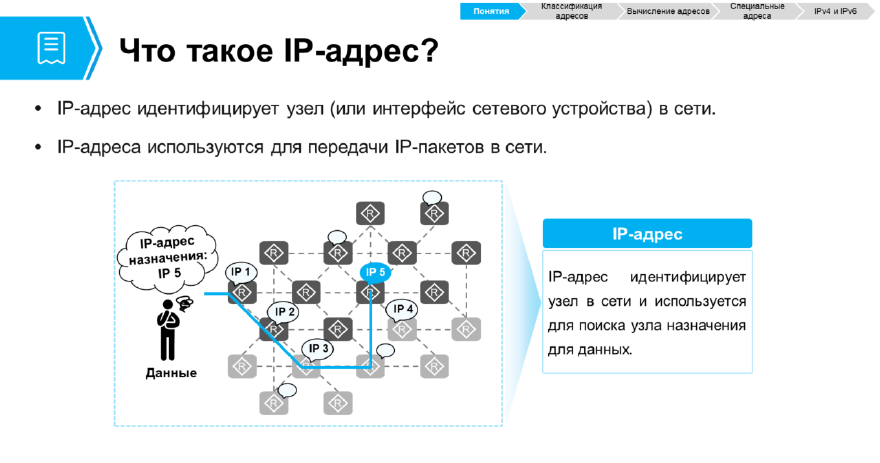 Понятия
Классификация
адресов
Вычисление адресов
Специальные
адреса
IPv4 и IPv6
Что такое IP-адрес?
• IP-адрес идентифицирует узел (или интерфейс сетевого устройства) в сети.
• IP-адреса используются для передачи IP-пакетов в сети.
R
R
IP-адрес
назначения:
IP 5
R
R
R
R
IP 1
IP 5
R
R
R
R
IP 2
IP 4
R
R
R
R
IP 3
R
R
R
R
Данные
R
R
IP-адрес
IP-адрес идентифицирует
узел в сети и используется
для поиска узла назначения
для данных.